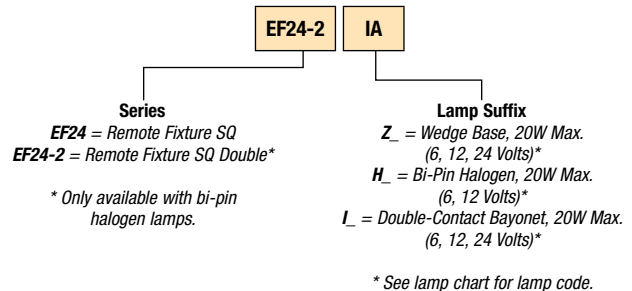 EF24-2 IA
Series
EF24 = Remote Fixture SQ
EF24-2 = Remote Fixture SQ Double*
* Only available with bi-pin
halogen lamps.
Lamp Suffix
Z_ = Wedge Base, 20W Max.
(6, 12, 24 Volts)*
H_ = Bi-Pin Halogen, 20W Max.
(6, 12 Volts)*
I_ = Double-Contact Bayonet, 20W Max.
(6, 12, 24 Volts)*
* See lamp chart for lamp code.